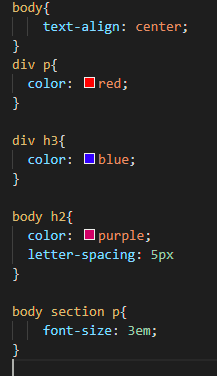 body{
    text-align: center;
}
div p{
  color: red;
}

div h3{
  color: blue;
}

body h2{
  color: purple;
  letter-spacing: 5px
}

body section p{
    font-size: 3em;
}